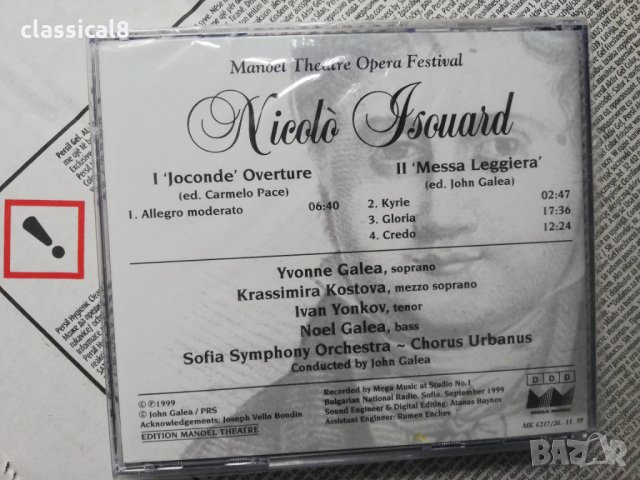 classical8
Manoel Theatre Opera Festival
Nicolò Isouard
I 'Joconde' Overture
(ed. Carmelo Pace)
1. Allegro moderato 06:40
II 'Messa Leggiera'
(ed. John Galea)
2. Kyrie 02:47
3. Gloria 17:36
4. Credo 12:24
Yvonne Galea, soprano
Krassimira Kostova, mezzo soprano
Ivan Yonkov, tenor
Noel Galea, bass
Sofia Symphony Orchestra ~ Chorus Urbanus
Conducted by John Galea
©℗1999
© John Galea / PRS
Acknowledgements: Joseph Vella Bondin
EDITION MANOEL THEATRE
Recorded by Mega Music at Studio No.1
Bulgarian National Radio, Sofia, September 1999
Sound Engineer & Digital Editing: Atanas Baynov
Assistant Engineer: Rumen Enchev
DDD
MEGA MUSIC
MK 6217/26. 11. 99
BAZAR.BG